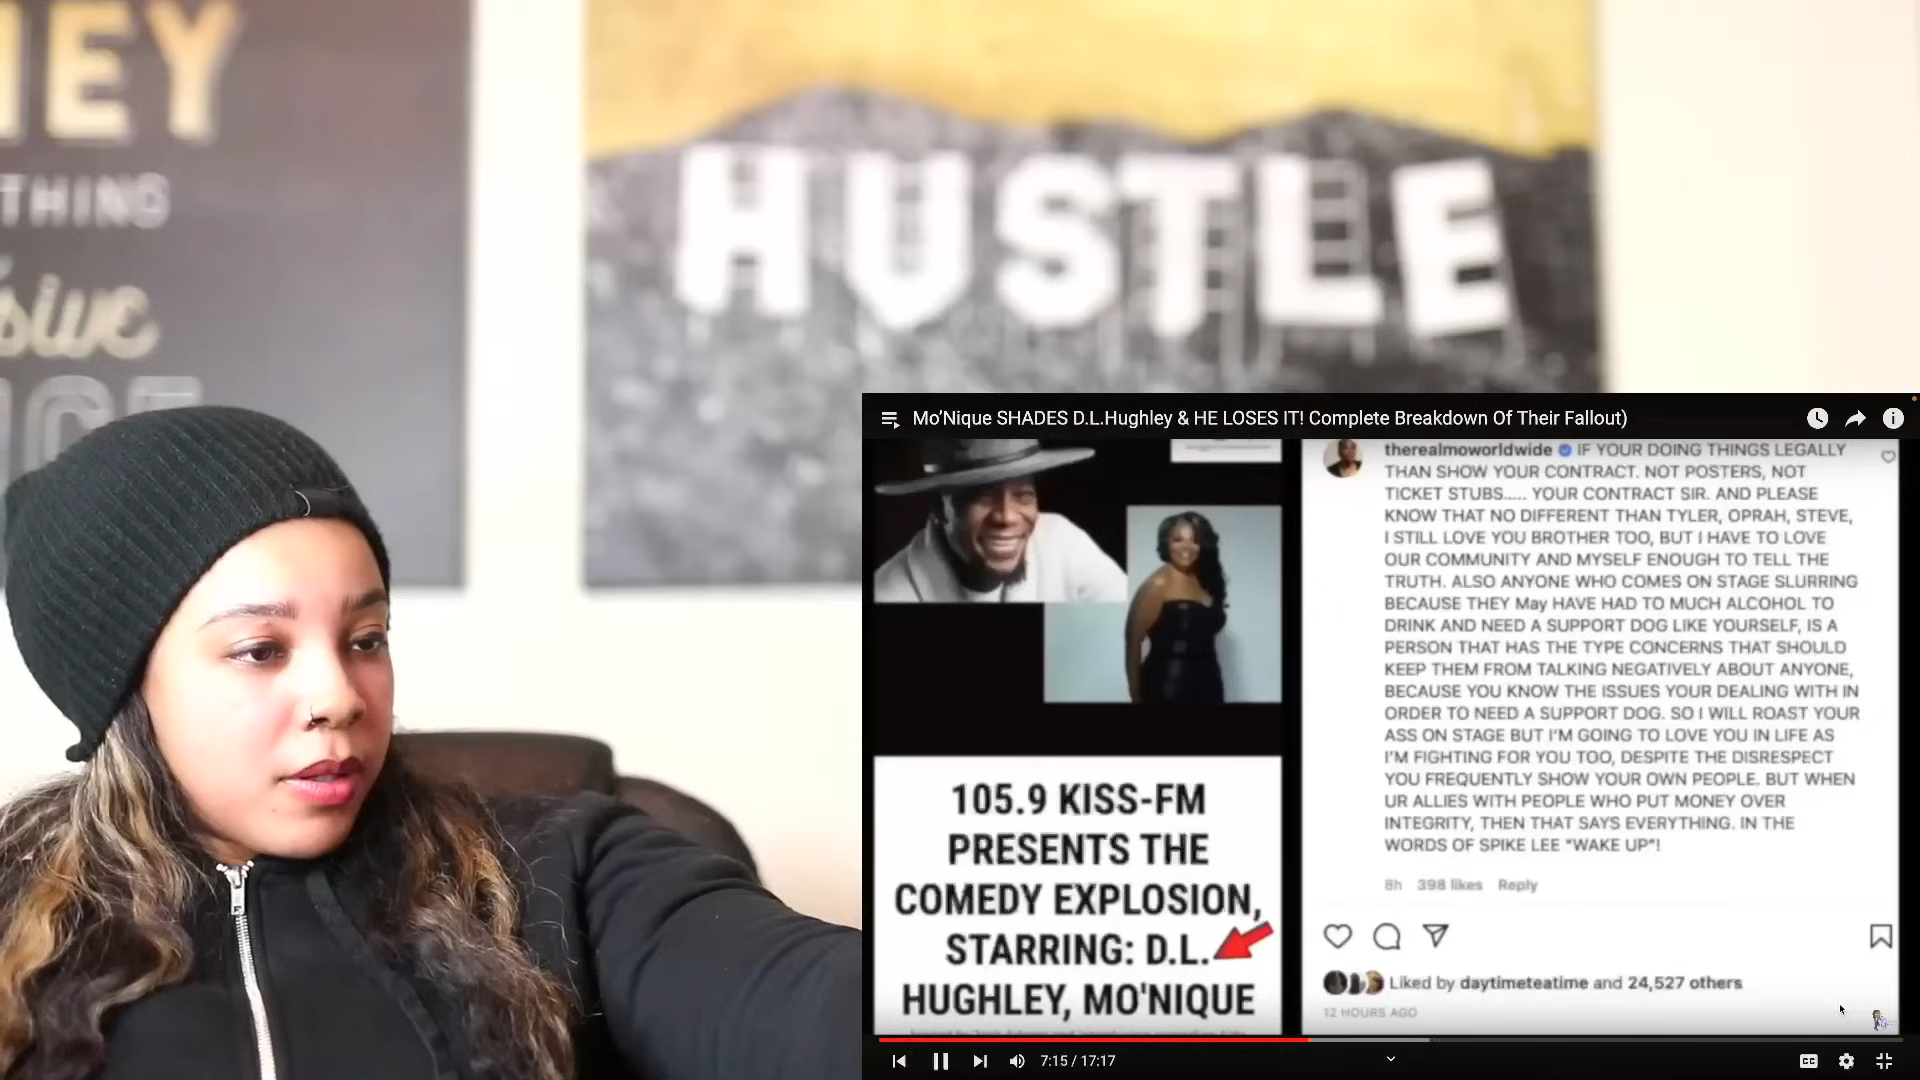 NEY
THING
sive
HUSTLE
Mo’Nique SHADES D.L.Hughley & HE LOSES IT! Complete Breakdown Of Their Fallout)
therealmoworldwide IF YOUR DOING THINGS LEGALLY
THAN SHOW YOUR CONTRACT. NOT POSTERS, NOT
TICKET STUBS..... YOUR CONTRACT SIR. AND PLEASE
KNOW THAT NO DIFFERENT THAN TYLER, OPRAH, STEVE,
I STILL LOVE YOU BROTHER TOO, BUT I HAVE TO LOVE
OUR COMMUNITY AND MYSELF ENOUGH TO TELL THE
TRUTH. ALSO ANYONE WHO COMES ON STAGE SLURRING
BECAUSE THEY May HAVE HAD TO MUCH ALCOHOL TO
DRINK AND NEED A SUPPORT DOG LIKE YOURSELF, IS A
PERSON THAT HAS THE TYPE CONCERNS THAT SHOULD
KEEP THEM FROM TALKING NEGATIVELY ABOUT ANYONE,
BECAUSE YOU KNOW THE ISSUES YOUR DEALING WITH IN
ORDER TO NEED A SUPPORT DOG. SO I WILL ROAST YOUR
ASS ON STAGE BUT I’M GOING TO LOVE YOU IN LIFE AS
I’M FIGHTING FOR YOU TOO, DESPITE THE DISRESPECT
YOU FREQUENTLY SHOW YOUR OWN PEOPLE. BUT WHEN
UR ALLIES WITH PEOPLE WHO PUT MONEY OVER
INTEGRITY, THEN THAT SAYS EVERYTHING. IN THE
WORDS OF SPIKE LEE "WAKE UP"!
8h 398 likes Reply
Liked by daytimeteatime and 24,527 others
12 HOURS AGO
105.9 KISS-FM
PRESENTS THE
COMEDY EXPLOSION,
STARRING: D.L.
HUGHLEY, MO'NIQUE
7:15 / 17:17
CC